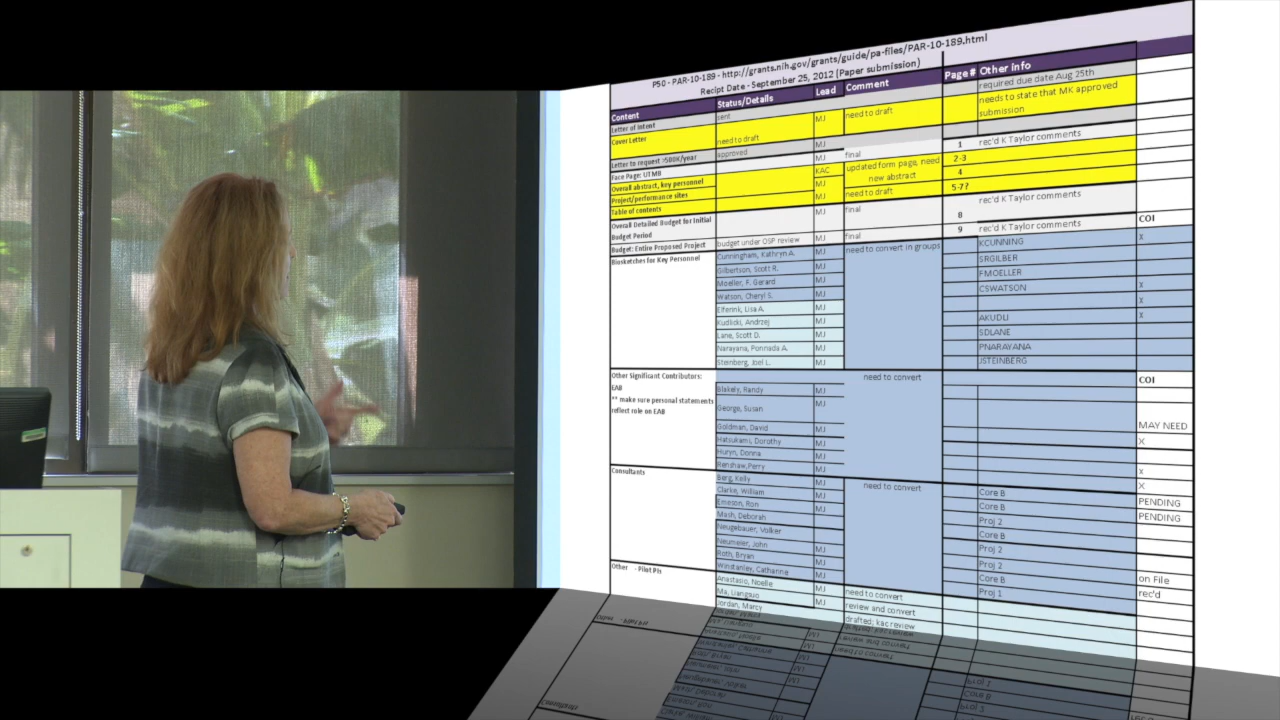 P50 - PAR-10-189 - http://grants.nih.gov/grants/guide/pa-files/PAR-10-189.html
Recipt Date - September 25, 2012 (Paper submission)
Content Status/Details Lead Comment Page # Other info
Letter of Intent sent MJ required due date Aug 25th
Cover Letter need to draft MJ need to draft needs to state that MK approved submission
Letter to request >500K/year approved MJ
Face Page: UTMB MJ final 1 rec'd K Taylor comments
Overall abstract, key personnel KAC updated form page, need new abstract 2-3
Project/performance sites MJ 4
Table of contents MJ need to draft 5-7?
Overall Detailed Budget for Initial Budget Period MJ final 8 rec'd K Taylor comments
Budget: Entire Proposed Project budget under OSP review MJ final 9 rec'd K Taylor comments COI
Biosketches for Key Personnel Cunningham, Kathryn A. MJ need to convert in groups KCUNNING X
Gilbertson, Scott R. MJ SRGILBER
Moeller, F. Gerard MJ FMOELLER
Watson, Cheryl S. MJ CSWATSON X
Elferink, Lisa A. MJ X
Kudlicki, Andrzej MJ AKUDLI X
Lane, Scott D. MJ SDLANE
Narayana, Ponnada A. MJ PNARAYANA
Steinberg, Joel L. MJ JSTEINBERG
Other Significant Contributors: need to convert COI
EAB Blakely, Randy MJ
** make sure personal statements George, Susan MJ
reflect role on EAB
Goldman, David MJ MAY NEED
Hatsukami, Dorothy MJ X
Huryn, Donna MJ
Renshaw, Perry MJ X
Consultants Berg, Kelly MJ need to convert X
Clarke, William MJ Core B PENDING
Emeson, Ron MJ Core B PENDING
Mash, Deborah Proj 2
Neugebauer, Volker Core B
Neumeier, John MJ Proj 2
Roth, Bryan MJ Proj 2
Winstanley, Catharine MJ Core B on File
Other - Pilot PIs Anastasio, Noelle MJ need to convert Proj 1 rec'd
Ma, Liangsuo MJ review and convert
Jordan, Marcy drafted; kac review